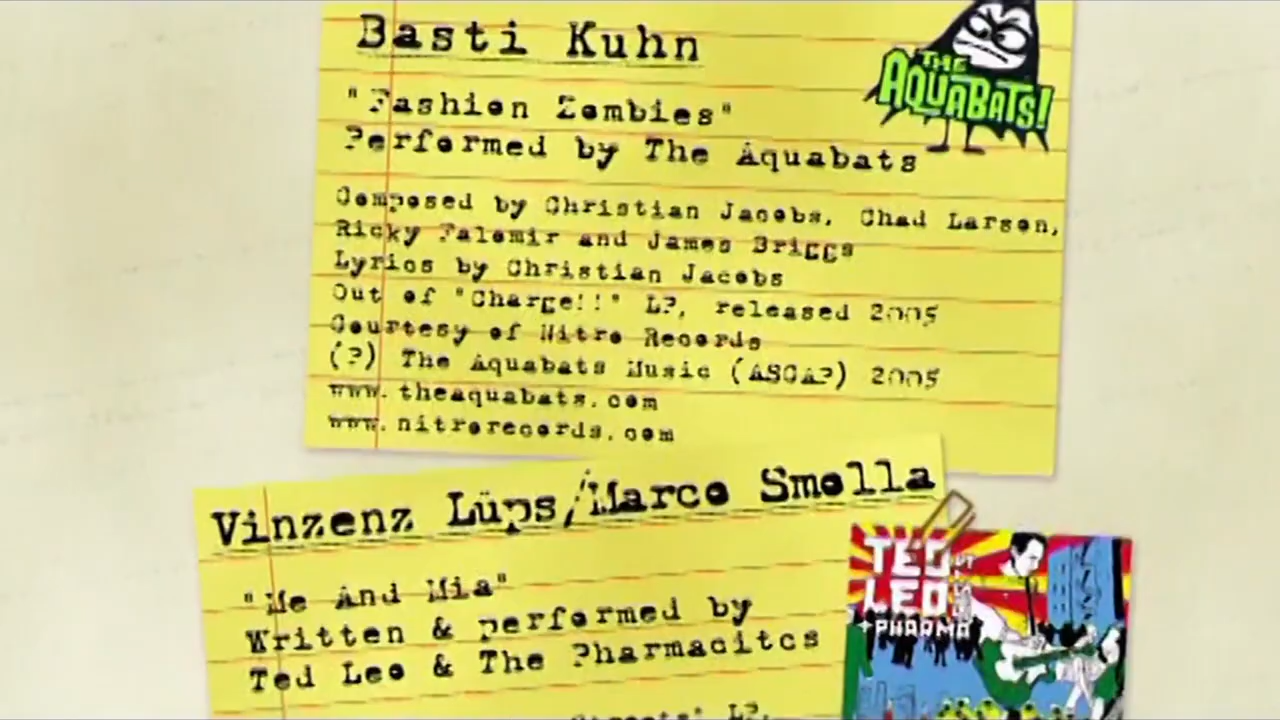 Basti Kuhn
THE
AQUABATS!
"Fashion Zombies"
Performed by The Aquabats
Composed by Christian Jacobs, Chad Larson,
Ricky Falomir and James Briggs
Lyrics by Christian Jacobs
Out of "Charge!!" LP, released 2005
Courtesy of Nitro Records
(P) The Aquabats Music (ASCAP) 2005
www.theaquabats.com
www.nitrorecords.com
Vinzenz Lüps/Marco Smolla
"Me And Mia"
Written & performed by
Ted Leo & The Pharmacitcs
TED
LEO
+PHARMA
LP,